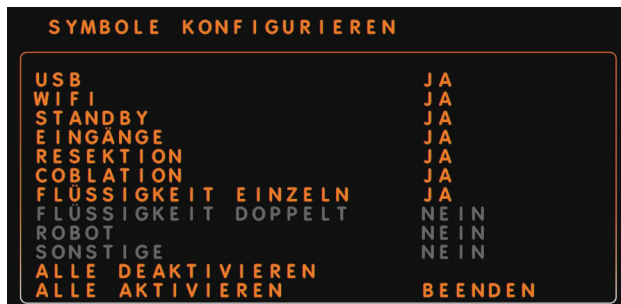 SYMBOLE KONFIGURIEREN
USB JA
WIFI JA
STANDBY JA
EINGÄNGE JA
RESEKTION JA
COBLATION JA
FLÜSSIGKEIT EINZELN JA
FLÜSSIGKEIT DOPPELT NEIN
ROBOT NEIN
SONSTIGE NEIN
ALLE DEAKTIVIEREN
ALLE AKTIVIEREN BEENDEN